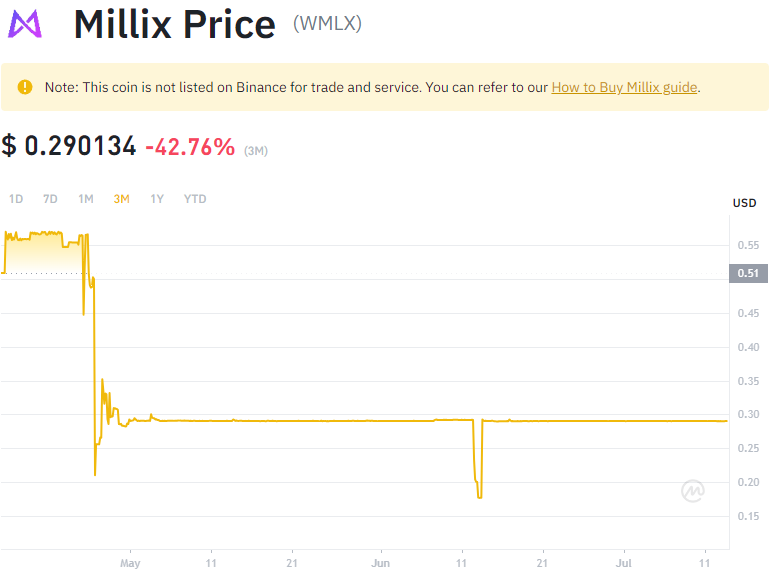 Millix Price (WMLX)
Note: This coin is not listed on Binance for trade and service. You can refer to our How to Buy Millix guide.
$ 0.290134 -42.76% (3M)
1D 7D 1M 3M 1Y YTD
USD
0.55
0.51
0.45
0.40
0.35
0.30
0.25
0.20
0.15
May 11 21 Jun 11 21 Jul 11